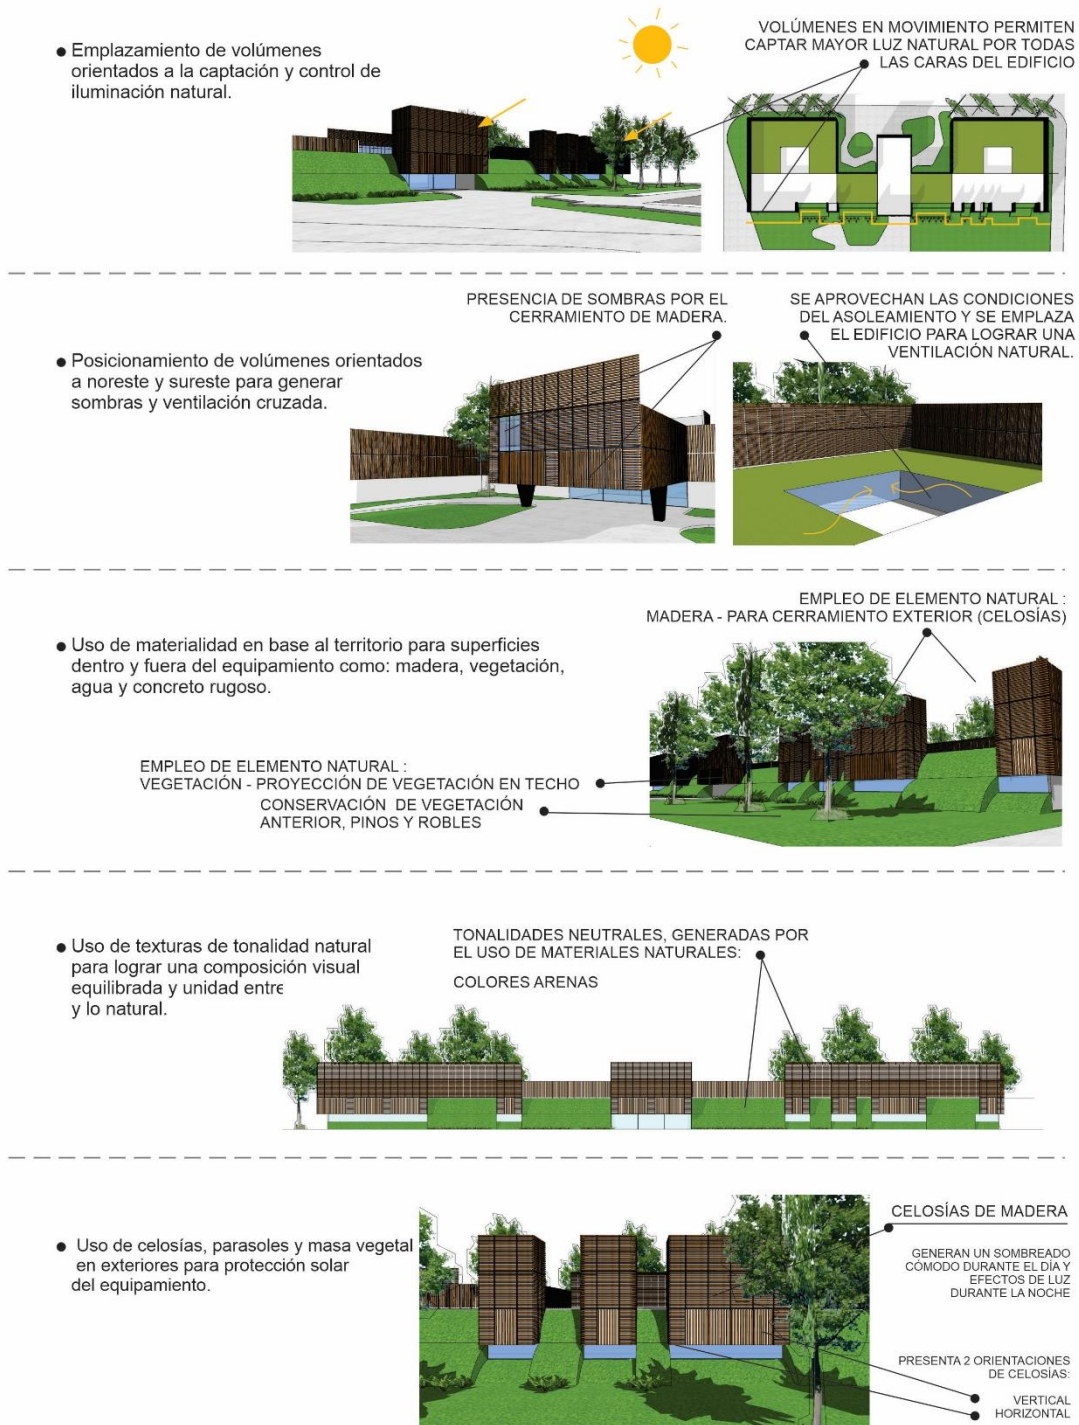 ● Emplazamiento de volúmenes
orientados a la captación y control de
iluminación natural.
VOLÚMENES EN MOVIMIENTO PERMITEN
CAPTAR MAYOR LUZ NATURAL POR TODAS
LAS CARAS DEL EDIFICIO
PRESENCIA DE SOMBRAS POR EL
CERRAMIENTO DE MADERA.
SE APROVECHAN LAS CONDICIONES
DEL ASOLEAMIENTO Y SE EMPLAZA
EL EDIFICIO PARA LOGRAR UNA
VENTILACIÓN NATURAL.
● Posicionamiento de volúmenes orientados
a noreste y sureste para generar
sombras y ventilación cruzada.
EMPLEO DE ELEMENTO NATURAL :
MADERA - PARA CERRAMIENTO EXTERIOR (CELOSÍAS)
● Uso de materialidad en base al territorio para superficies
dentro y fuera del equipamiento como: madera, vegetación,
agua y concreto rugoso.
EMPLEO DE ELEMENTO NATURAL :
VEGETACIÓN - PROYECCIÓN DE VEGETACIÓN EN TECHO
CONSERVACIÓN DE VEGETACIÓN
ANTERIOR, PINOS Y ROBLES
● Uso de texturas de tonalidad natural
para lograr una composición visual
equilibrada y unidad entre
y lo natural.
TONALIDADES NEUTRALES, GENERADAS POR
EL USO DE MATERIALES NATURALES:
COLORES ARENAS
● Uso de celosías, parasoles y masa vegetal
en exteriores para protección solar
del equipamiento.
CELOSÍAS DE MADERA
GENERAN UN SOMBREADO
CÓMODO DURANTE EL DÍA Y
EFECTOS DE LUZ
DURANTE LA NOCHE
PRESENTA 2 ORIENTACIONES
DE CELOSÍAS:
VERTICAL
HORIZONTAL